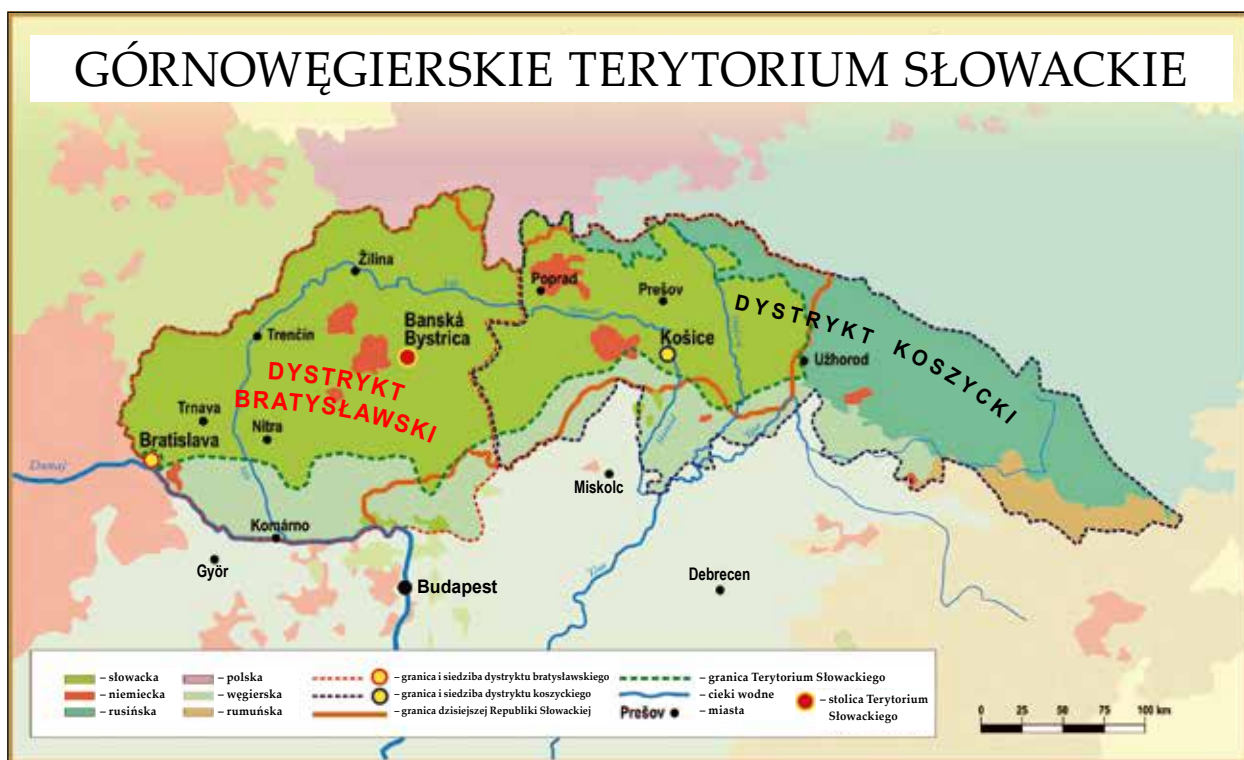 GÓRNOWĘGIERSKIE TERYTORIUM SŁOWACKIE
Žilina
Poprad
Prešov
Trenčín
Banská
Bystrica
Košice
DYSTRYKT KOSZYCKI
Užhorod
DYSTRYKT
BRATYSŁAWSKI
Trnava
Nitra
Bratislava
Dunaj
Miskolc
Komárno
Győr
Budapest
Debrecen
– słowacka
– niemiecka
– rusińska
– polska
– węgierska
– rumuńska
– granica i siedziba dystryktu bratysławskiego
– granica i siedziba dystryktu koszyckiego
– granica dzisiejszej Republiki Słowackiej
– granica Terytorium Słowackiego
– cieki wodne
Prešov – miasta
– stolica Terytorium
Słowackiego
0 25 50 75 100 km